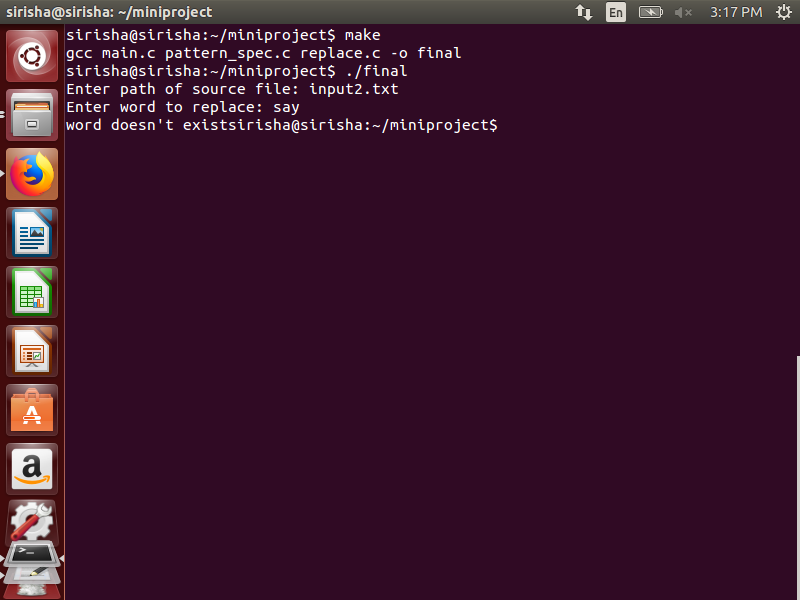 sirisha@sirisha: ~/miniproject
En
3:17 PM
sirisha@sirisha:~/miniproject$ make
gcc main.c pattern_spec.c replace.c -o final
sirisha@sirisha:~/miniproject$ ./final
Enter path of source file: input2.txt
Enter word to replace: say
word doesn't existsirisha@sirisha:~/miniproject$
A
a
>_